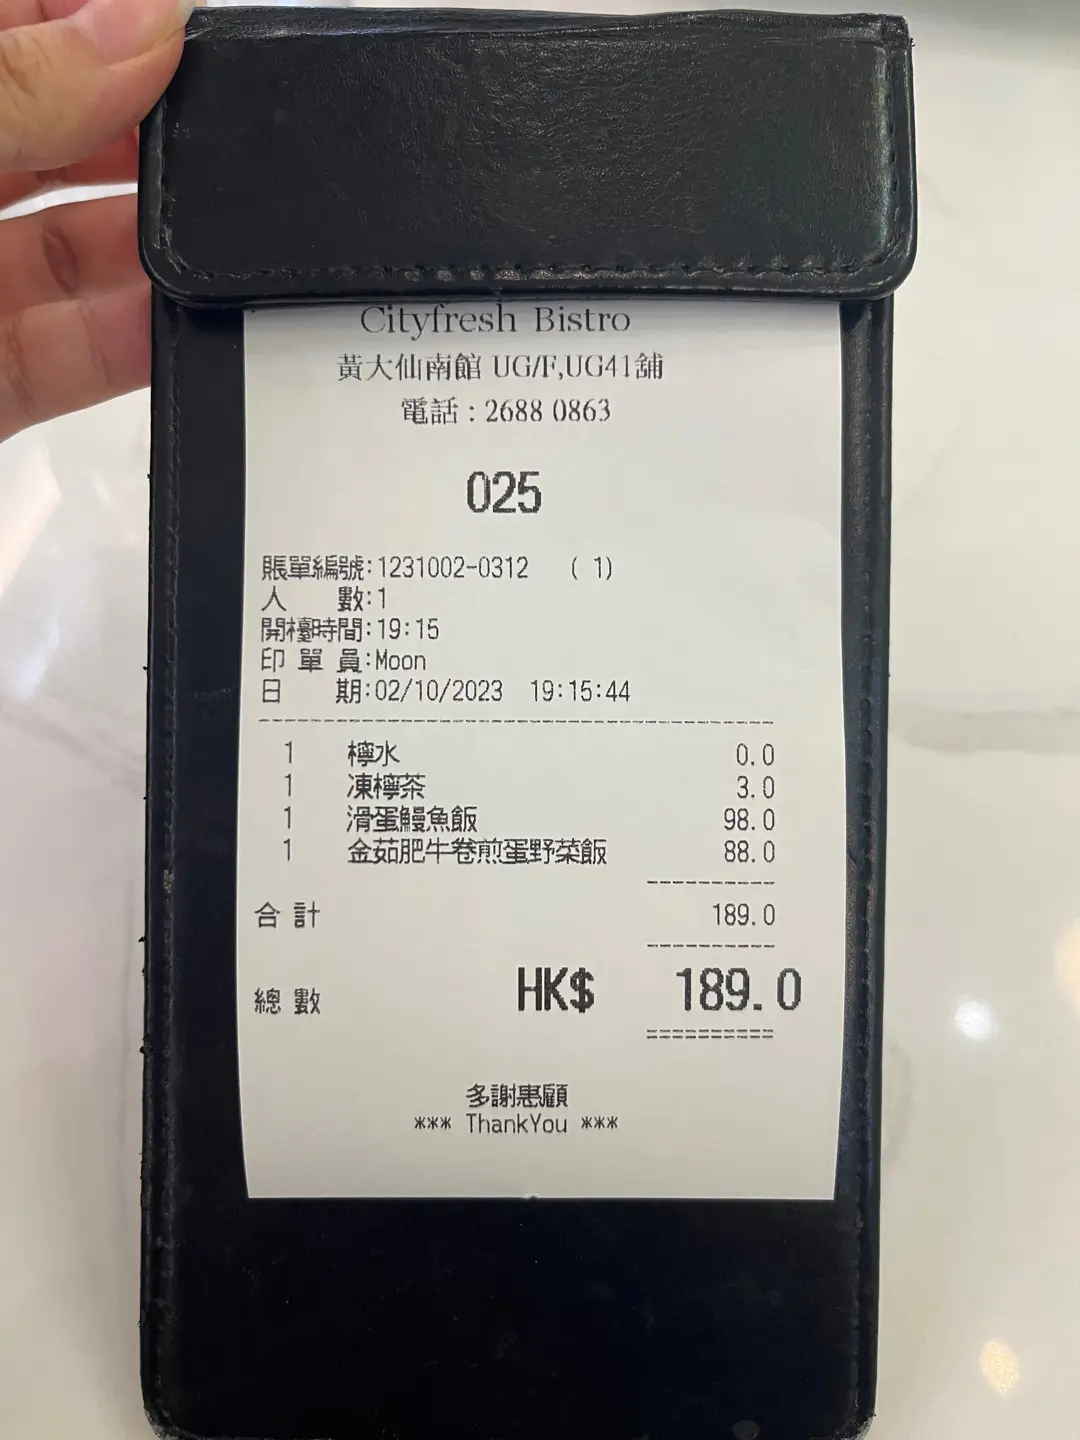 Cityfresh Bistro
黃大仙南館 UG/F,UG41舖
電話 : 2688 0863
025
賬單編號:1231002-0312 ( 1)
人 數:1
開檯時間:19:15
印 單 員:Moon
日 期:02/10/2023 19:15:44
1 檸水 0.0
1 凍檸茶 3.0
1 滑蛋鰻魚飯 98.0
1 金茹肥牛卷煎蛋野菜飯 88.0
合 計 189.0
總 數 HK$ 189.0
多謝惠顧
*** ThankYou ***